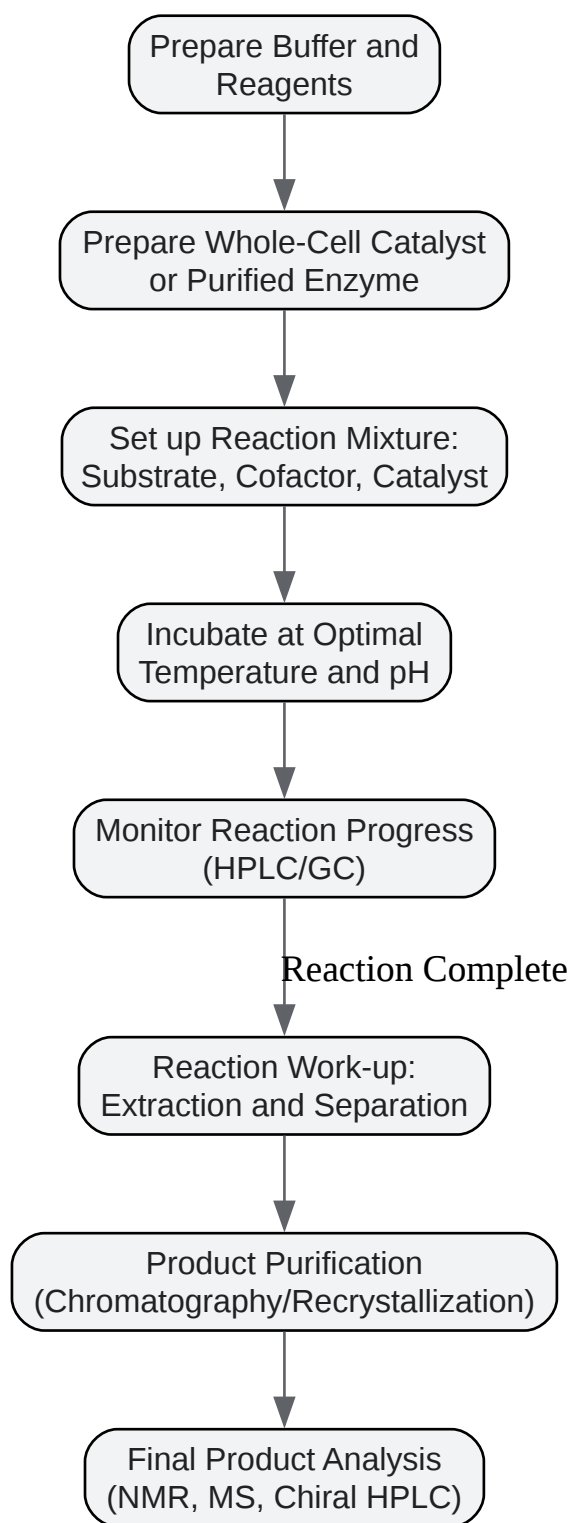 Prepare Buffer and
Reagents
Prepare Whole-Cell Catalyst
or Purified Enzyme
Set up Reaction Mixture:
Substrate, Cofactor, Catalyst
Incubate at Optimal
Temperature and pH
Monitor Reaction Progress
(HPLC/GC)
Reaction Complete
Reaction Work-up:
Extraction and Separation
Product Purification
(Chromatography/Recrystallization)
Final Product Analysis
(NMR, MS, Chiral HPLC)